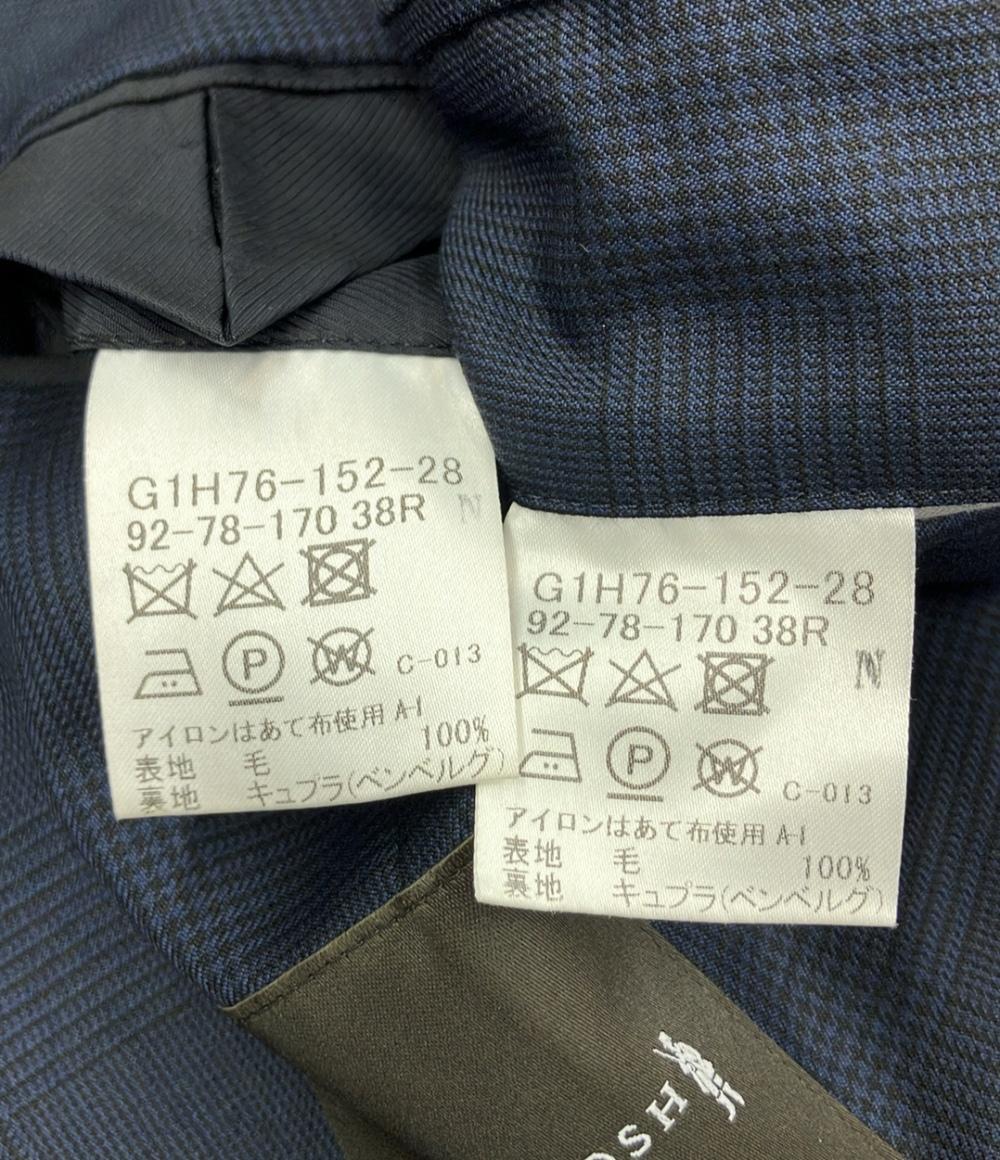 G1H76-152-28
92-78-170 38R N
P W C-013
アイロンはあて布使用 A-1
表地 毛 100%
裏地 キュプラ(ベンベルグ)
G1H76-152-28
92-78-170 38R
N
P W C-013
アイロンはあて布使用 A-1
表地 毛 100%
裏地 キュプラ(ベンベルグ)
OSH